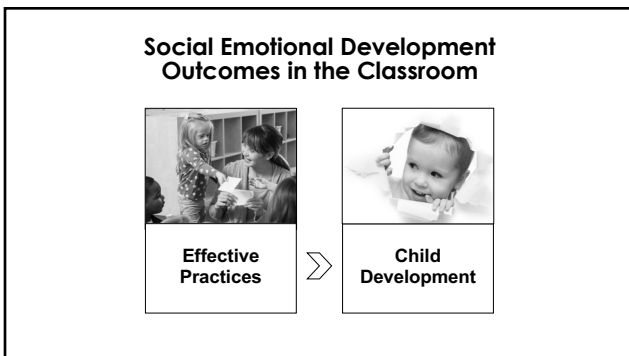 Social Emotional Development
Outcomes in the Classroom
Effective
Practices
Child
Development